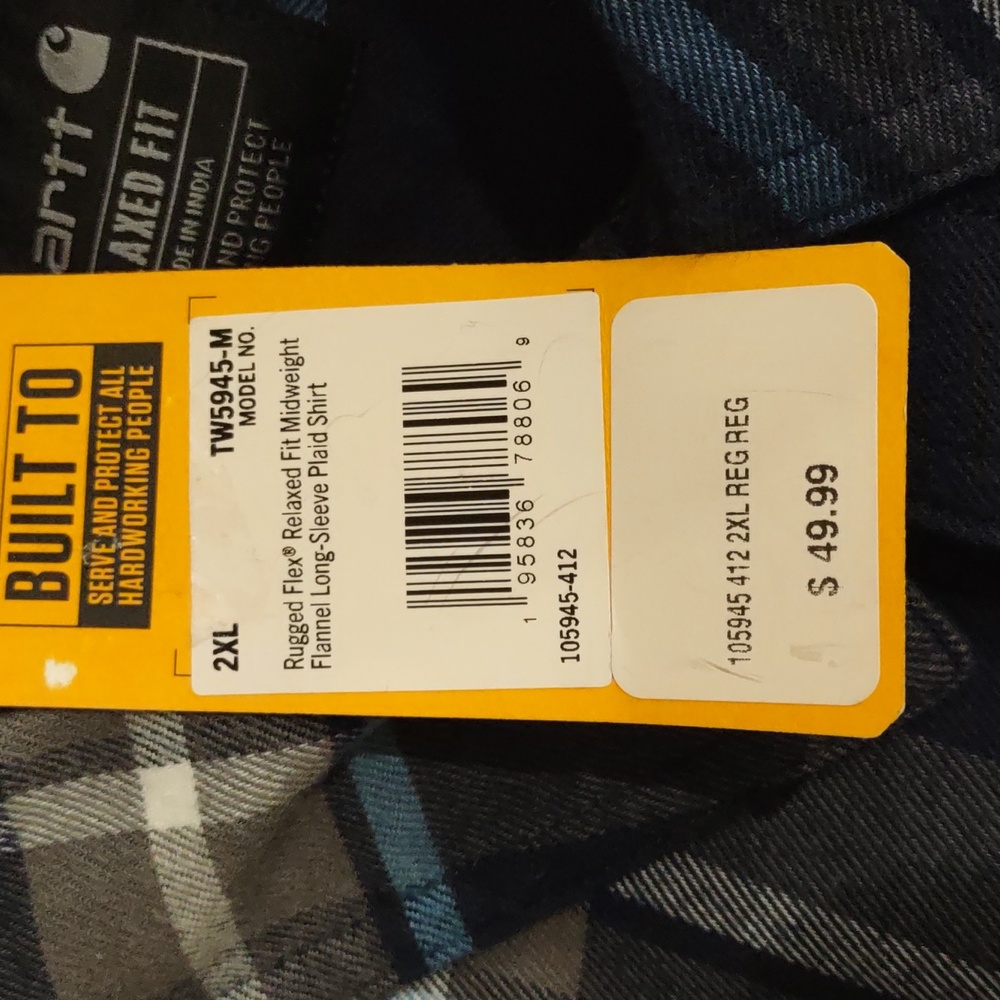 artt
AXED FIT
DE IN INDIA
ND PROTECT
NG PEOPLE
BUILT TO
SERVE AND PROTECT ALL
HARDWORKING PEOPLE
2XL TW5945-M
MODEL NO.
Rugged Flex® Relaxed Fit Midweight
Flannel Long-Sleeve Plaid Shirt
1 95836 78806 9
105945-412
105945 412 2XL REG REG
$ 49.99